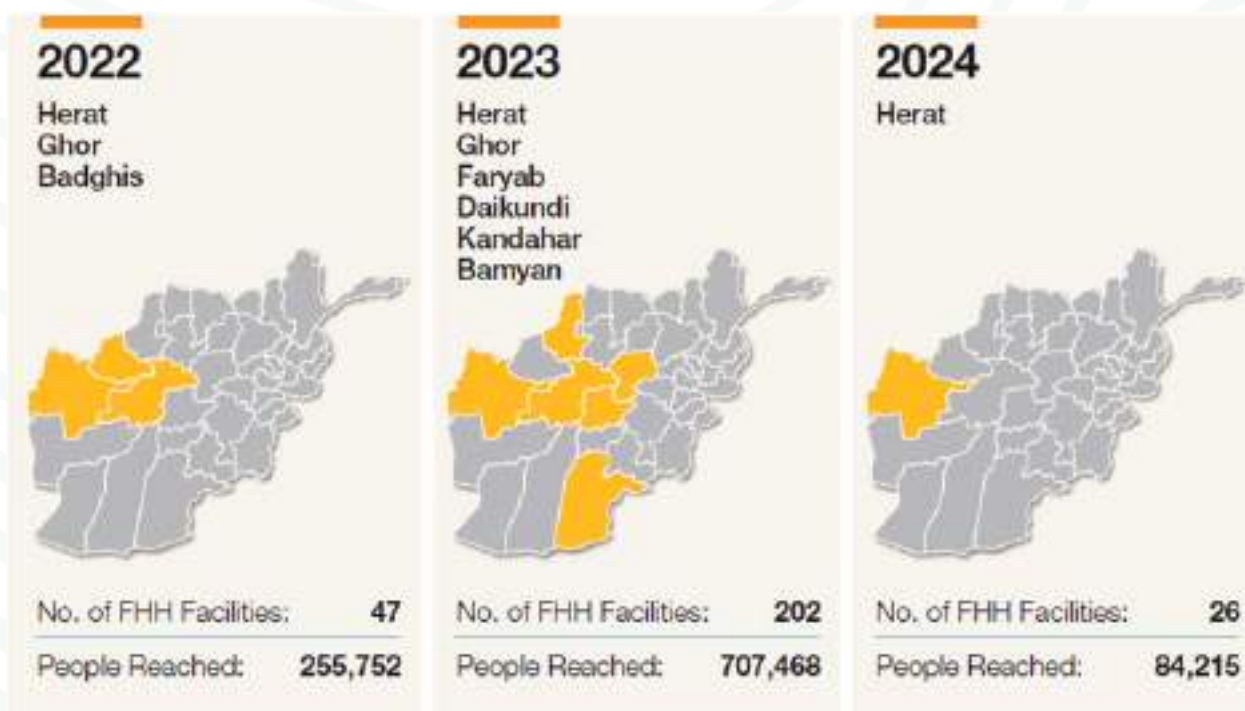 2022
Herat
Ghor
Badghis
No. of FHH Facilities: 47
People Reached: 255,752
2023
Herat
Ghor
Faryab
Daikundi
Kandahar
Bamyan
No. of FHH Facilities: 202
People Reached: 707,468
2024
Herat
No. of FHH Facilities: 26
People Reached: 84,215